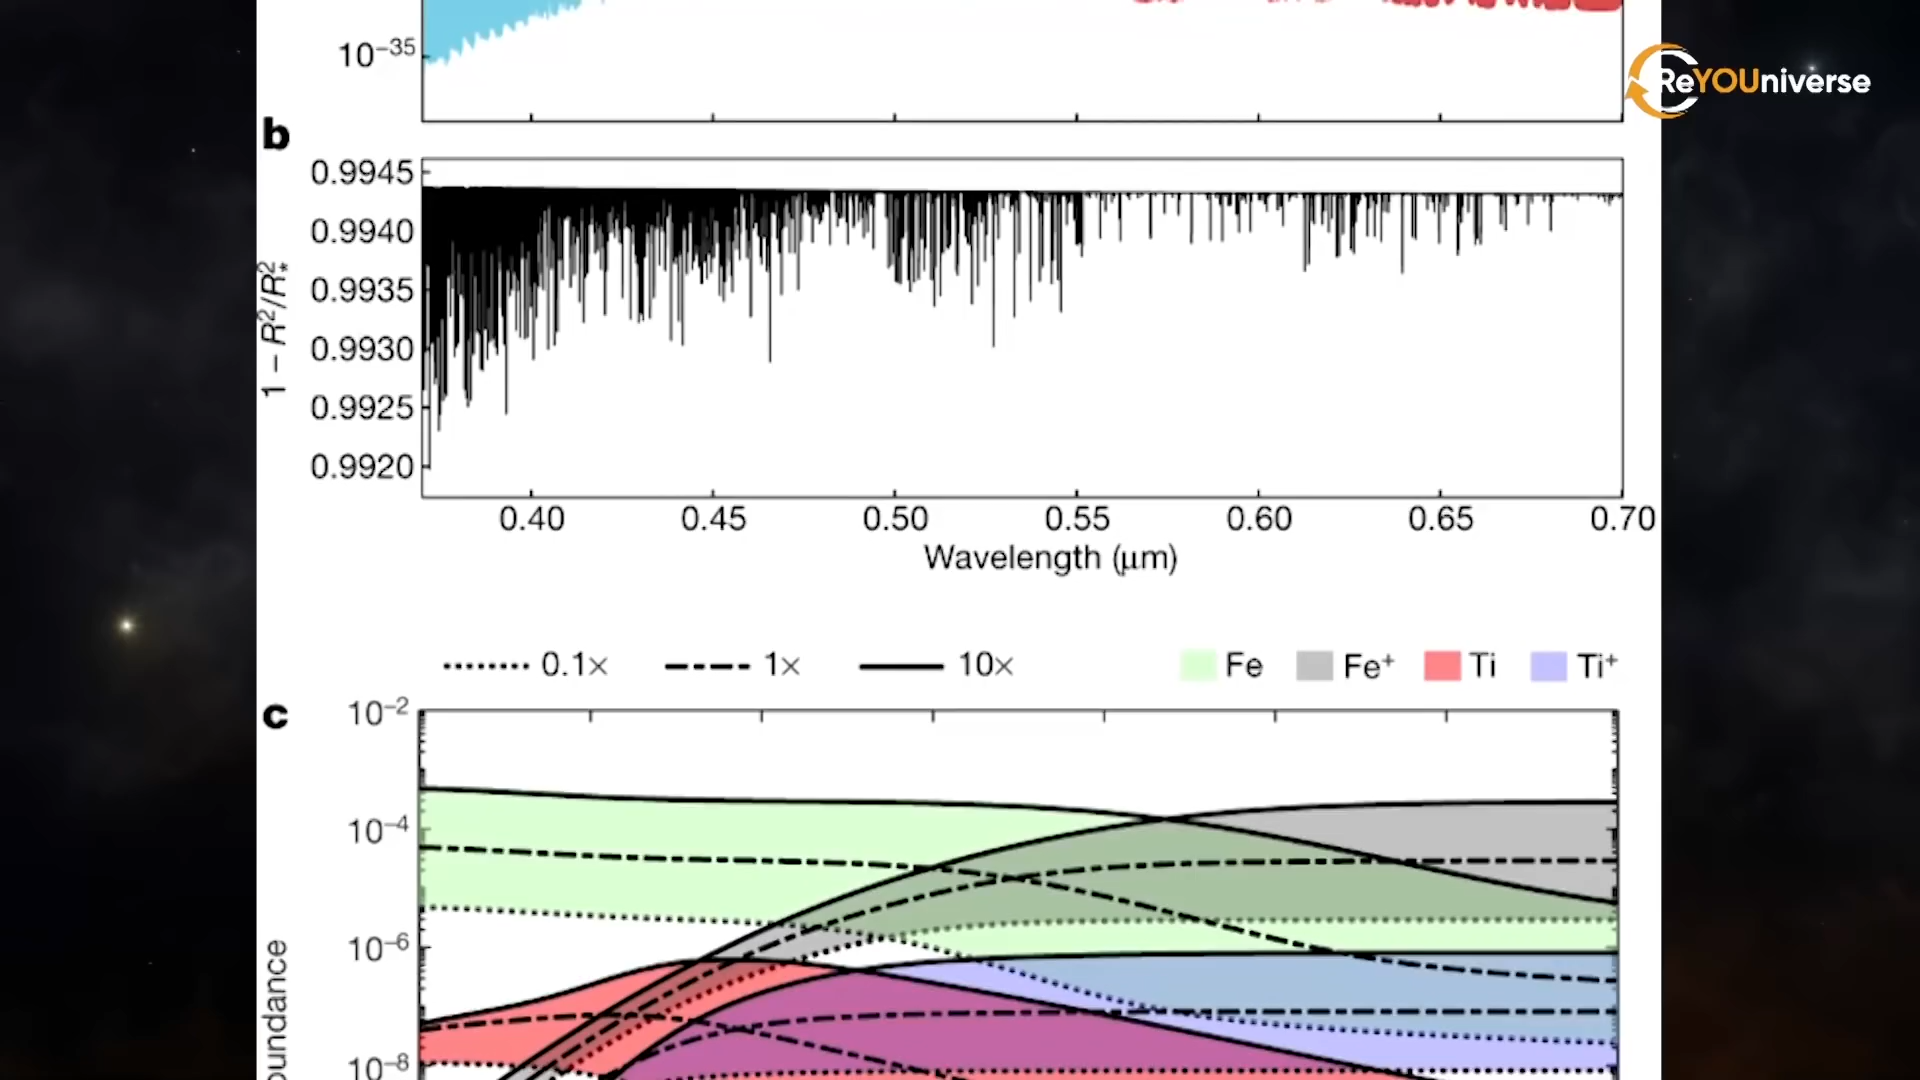 10⁻³⁵
ReYOUniverse
b
0.9945
0.9940
0.9935
0.9930
0.9925
0.9920
1 − R²/R²⋆
0.40 0.45 0.50 0.55 0.60 0.65 0.70
Wavelength (μm)
0.1× 1× 10× Fe Fe⁺ Ti Ti⁺
c
10⁻²
10⁻⁴
10⁻⁶
10⁻⁸
oundance